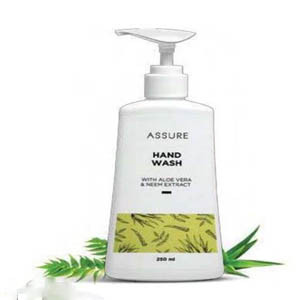 ASSURE
HAND
WASH
WITH ALOE VERA
& NEEM EXTRACT
250 ml